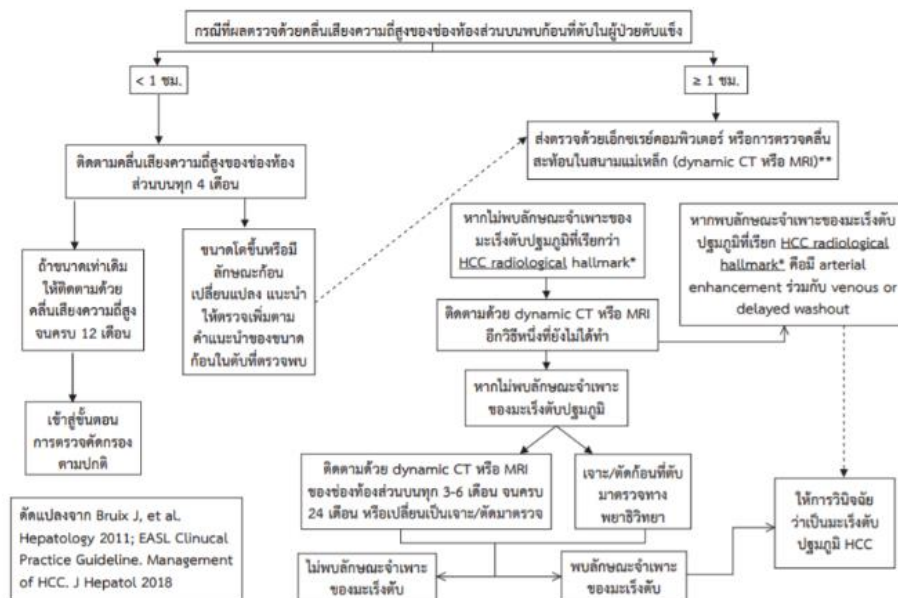 กรณีที่ผลตรวจด้วยคลื่นเสียงความถี่สูงของช่องท้องส่วนบนพบก้อนที่ตับในผู้ป่วยตับแข็ง
< 1 ซม.
≥ 1 ซม.
ติดตามคลื่นเสียงความถี่สูงของช่องท้อง
ส่วนบนทุก 4 เดือน
ส่งตรวจด้วยเอ็กซเรย์คอมพิวเตอร์ หรือการตรวจคลื่น
สะท้อนในสนามแม่เหล็ก (dynamic CT หรือ MRI)**
ถ้าขนาดเท่าเดิม
ให้ติดตามด้วย
คลื่นเสียงความถี่สูง
จนครบ 12 เดือน
ขนาดโตขึ้นหรือมี
ลักษณะก้อน
เปลี่ยนแปลง แนะนำ
ให้ตรวจเพิ่มตาม
คำแนะนำของขนาด
ก้อนในตับที่ตรวจพบ
หากไม่พบลักษณะจำเพาะของ
มะเร็งตับปฐมภูมิที่เรียกว่า
HCC radiological hallmark*
หากพบลักษณะจำเพาะของมะเร็งตับ
ปฐมภูมิที่เรียก HCC radiological
hallmark* คือมี arterial
enhancement ร่วมกับ venous or
delayed washout
ติดตามด้วย dynamic CT หรือ MRI
อีกวิธีหนึ่งที่ยังไม่ได้ทำ
หากไม่พบลักษณะจำเพาะ
ของมะเร็งตับปฐมภูมิ
เข้าสู่ขั้นตอน
การตรวจคัดกรอง
ตามปกติ
ติดตามด้วย dynamic CT หรือ MRI
ของช่องท้องส่วนบนทุก 3-6 เดือน จนครบ
24 เดือน หรือเปลี่ยนเป็นเจาะ/ตัดมาตรวจ
เจาะ/ตัดก้อนที่ตับ
มาตรวจทาง
พยาธิวิทยา
ให้การวินิจฉัย
ว่าเป็นมะเร็งตับ
ปฐมภูมิ HCC
ดัดแปลงจาก Bruix J, et al.
Hepatology 2011; EASL Clinucal
Practice Guideline. Management
of HCC. J Hepatol 2018
ไม่พบลักษณะจำเพาะ
ของมะเร็งตับ
พบลักษณะจำเพาะ
ของมะเร็งตับ